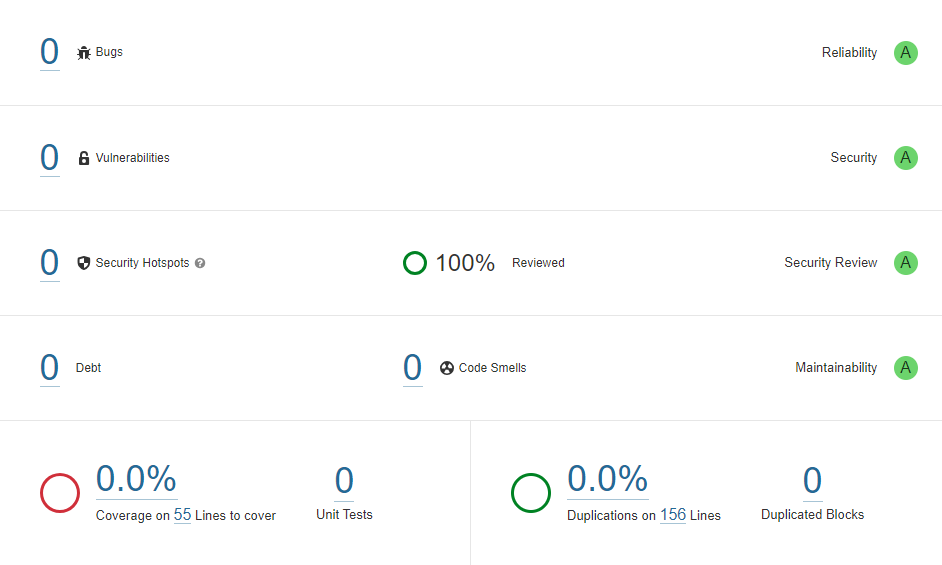 0 Bugs Reliability A
0 Vulnerabilities Security A
0 Security Hotspots ? 100% Reviewed Security Review A
0 Debt 0 Code Smells Maintainability A
0.0% 0
Coverage on 55 Lines to cover Unit Tests
0.0% 0
Duplications on 156 Lines Duplicated Blocks